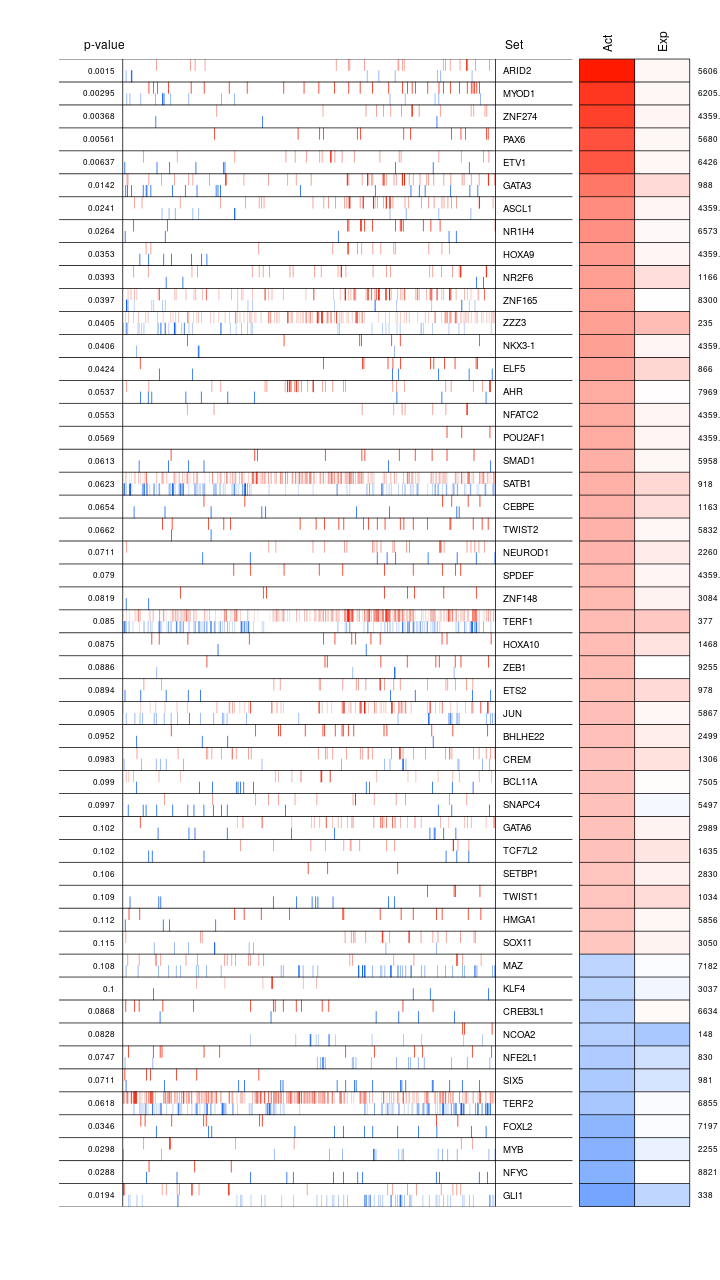 p-value Set Act Exp
0.0015 ARID2 5606
0.00295 MYOD1 6205.
0.00368 ZNF274 4359.
0.00561 PAX6 5680
0.00637 ETV1 6426
0.0142 GATA3 988
0.0241 ASCL1 4359.
0.0264 NR1H4 6573
0.0353 HOXA9 4359.
0.0393 NR2F6 1166
0.0397 ZNF165 8300
0.0405 ZZZ3 235
0.0406 NKX3-1 4359.
0.0424 ELF5 866
0.0537 AHR 7969
0.0553 NFATC2 4359.
0.0569 POU2AF1 4359.
0.0613 SMAD1 5958
0.0623 SATB1 918
0.0654 CEBPE 1163
0.0662 TWIST2 5832
0.0711 NEUROD1 2260
0.079 SPDEF 4359.
0.0819 ZNF148 3084
0.085 TERF1 377
0.0875 HOXA10 1468
0.0886 ZEB1 9255
0.0894 ETS2 978
0.0905 JUN 5867
0.0952 BHLHE22 2499
0.0983 CREM 1306
0.099 BCL11A 7505
0.0997 SNAPC4 5497
0.102 GATA6 2989
0.102 TCF7L2 1635
0.106 SETBP1 2830
0.109 TWIST1 1034
0.112 HMGA1 5856
0.115 SOX11 3050
0.108 MAZ 7182
0.1 KLF4 3037
0.0868 CREB3L1 6634
0.0828 NCOA2 148
0.0747 NFE2L1 830
0.0711 SIX5 981
0.0618 TERF2 6855
0.0346 FOXL2 7197
0.0298 MYB 2255
0.0288 NFYC 8821
0.0194 GLI1 338